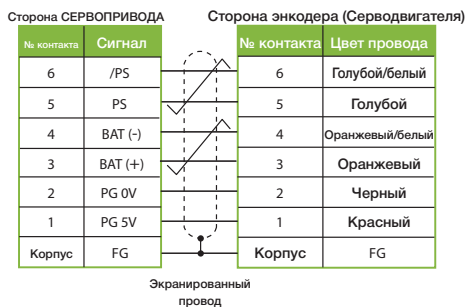 Сторона СЕРВОПРИВОДА Сторона энкодера (Серводвигателя)
№ контакта Сигнал № контакта Цвет провода
6 /PS 6 Голубой/белый
5 PS 5 Голубой
4 BAT (-) 4 Оранжевый/белый
3 BAT (+) 3 Оранжевый
2 PG 0V 2 Черный
1 PG 5V 1 Красный
Корпус FG Корпус FG
Экранированный
провод